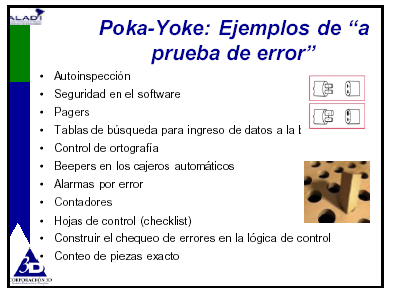 ALADI
Poka-Yoke: Ejemplos de “a
prueba de error”
• Autoinspección
• Seguridad en el software
• Pagers
• Tablas de búsqueda para ingreso de datos a la b
• Control de ortografía
• Beepers en los cajeros automáticos
• Alarmas por error
• Contadores
• Hojas de control (checklist)
• Construir el chequeo de errores en la lógica de control
• Conteo de piezas exacto
3D
CORPORACION 3D